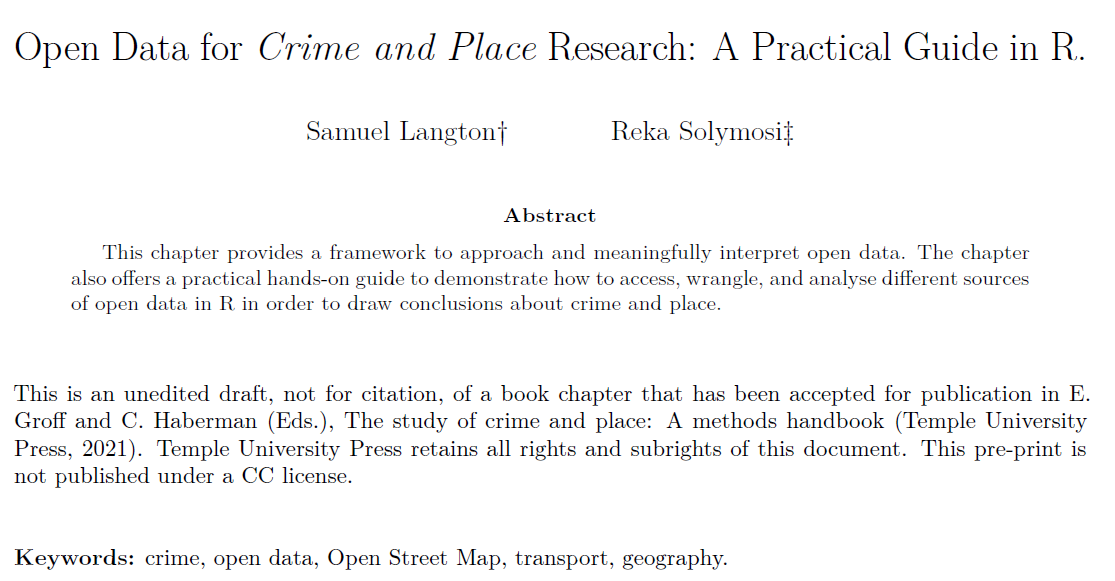 Open Data for Crime and Place Research: A Practical Guide in R.
Samuel Langton† Reka Solymosi‡
Abstract
This chapter provides a framework to approach and meaningfully interpret open data. The chapter
also offers a practical hands-on guide to demonstrate how to access, wrangle, and analyse different sources
of open data in R in order to draw conclusions about crime and place.
This is an unedited draft, not for citation, of a book chapter that has been accepted for publication in E.
Groff and C. Haberman (Eds.), The study of crime and place: A methods handbook (Temple University
Press, 2021). Temple University Press retains all rights and subrights of this document. This pre-print is
not published under a CC license.
Keywords: crime, open data, Open Street Map, transport, geography.